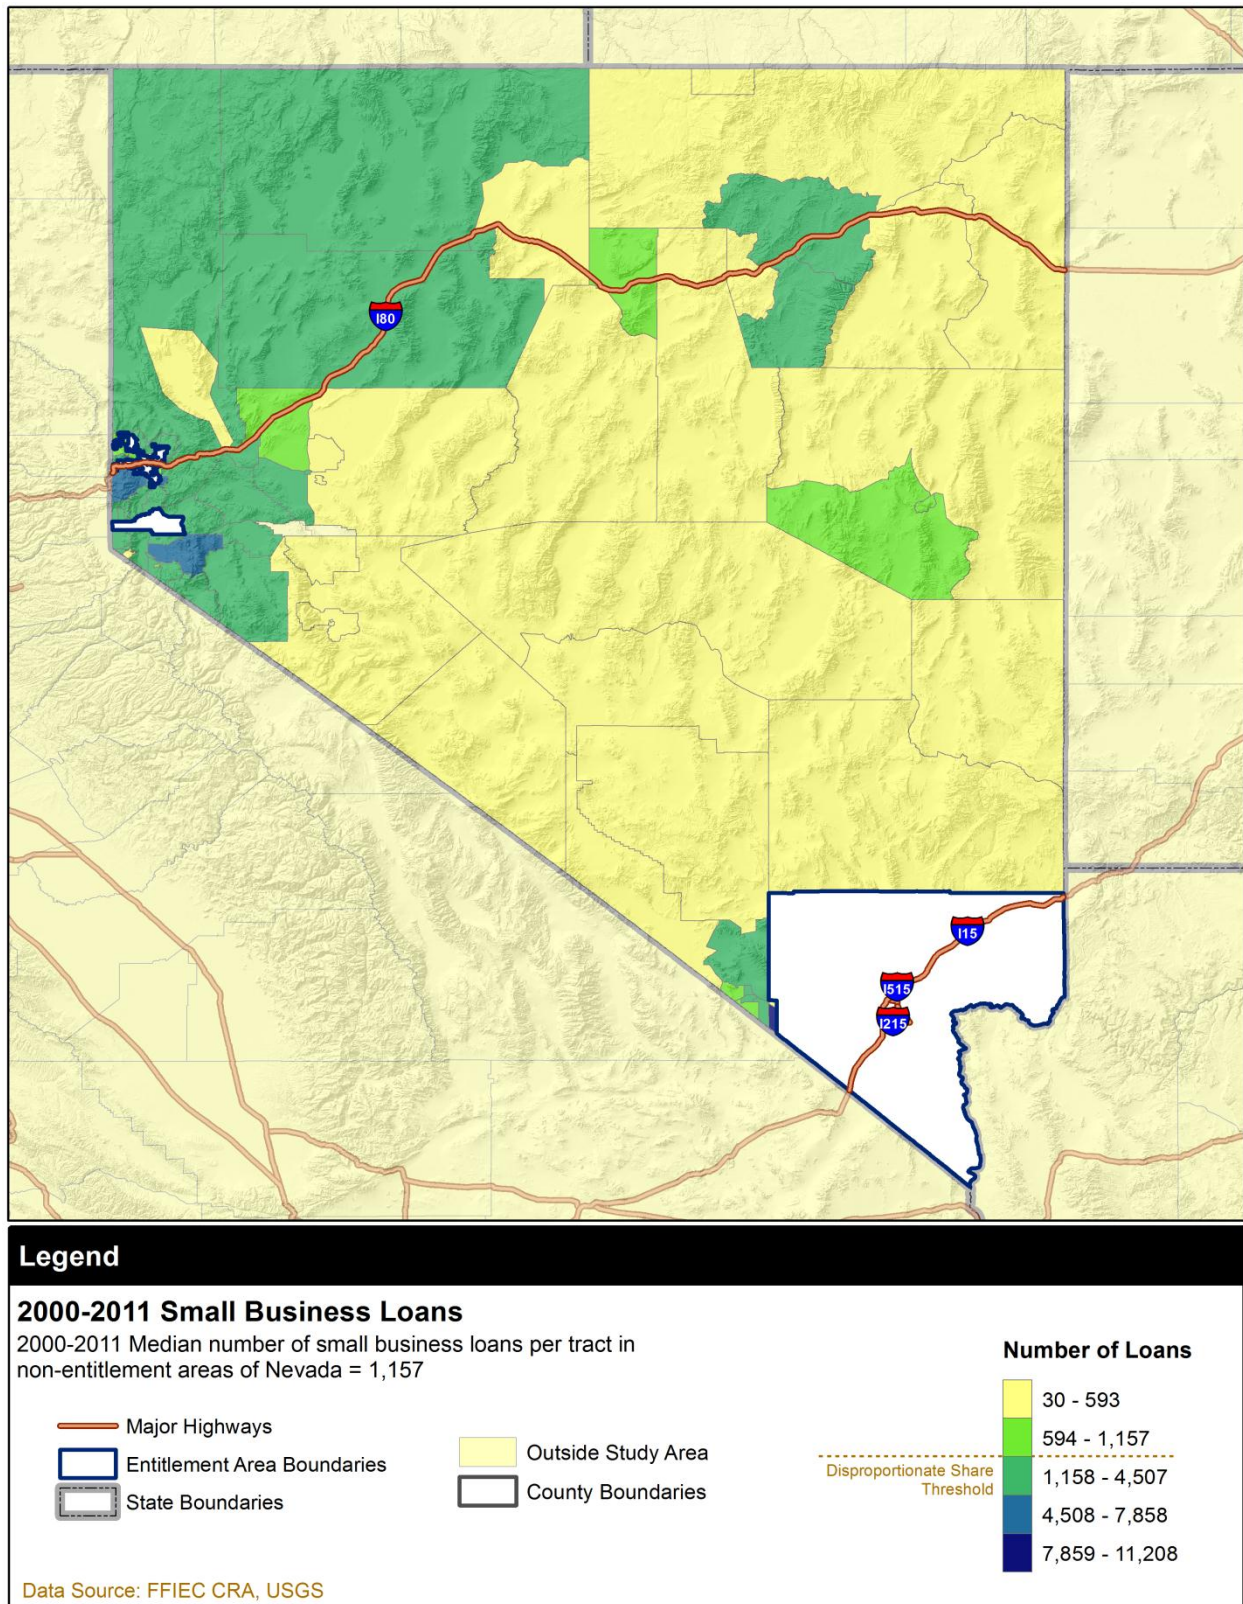 I80
I15
I515
I215
Legend
2000-2011 Small Business Loans
2000-2011 Median number of small business loans per tract in
non-entitlement areas of Nevada = 1,157
Major Highways
Entitlement Area Boundaries
State Boundaries
Outside Study Area
County Boundaries
Number of Loans
30 - 593
594 - 1,157
Disproportionate Share
Threshold
1,158 - 4,507
4,508 - 7,858
7,859 - 11,208
Data Source: FFIEC CRA, USGS